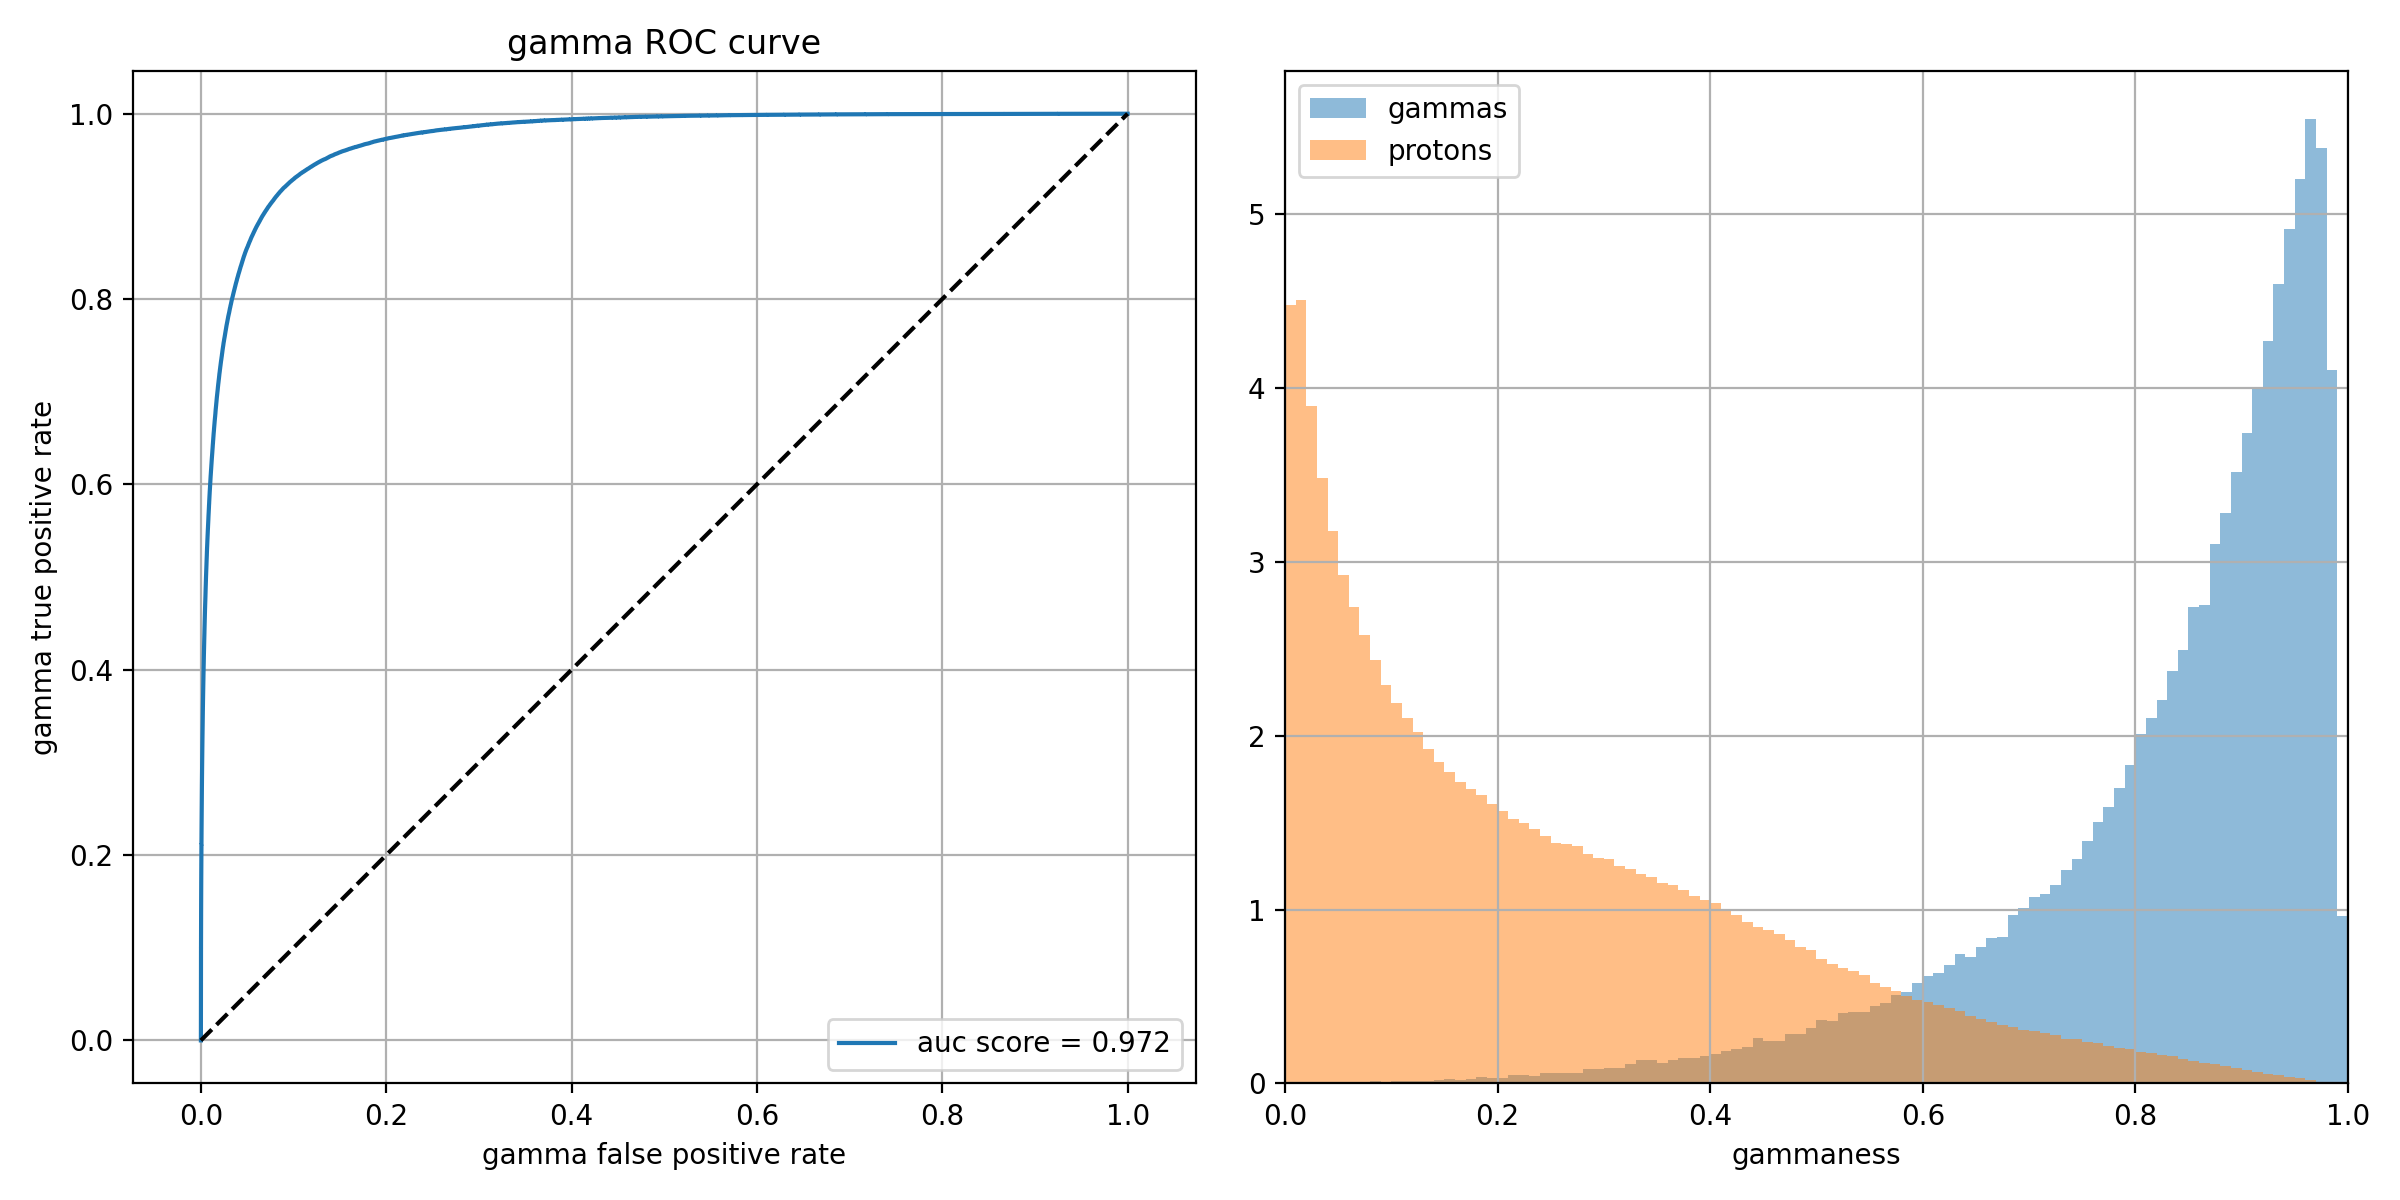 gamma ROC curve
1.0
0.8
0.6
0.4
0.2
0.0
gamma true positive rate
0.0 0.2 0.4 0.6 0.8 1.0
gamma false positive rate
auc score = 0.972
gammas
protons
5
4
3
2
1
0
0.0 0.2 0.4 0.6 0.8 1.0
gammaness